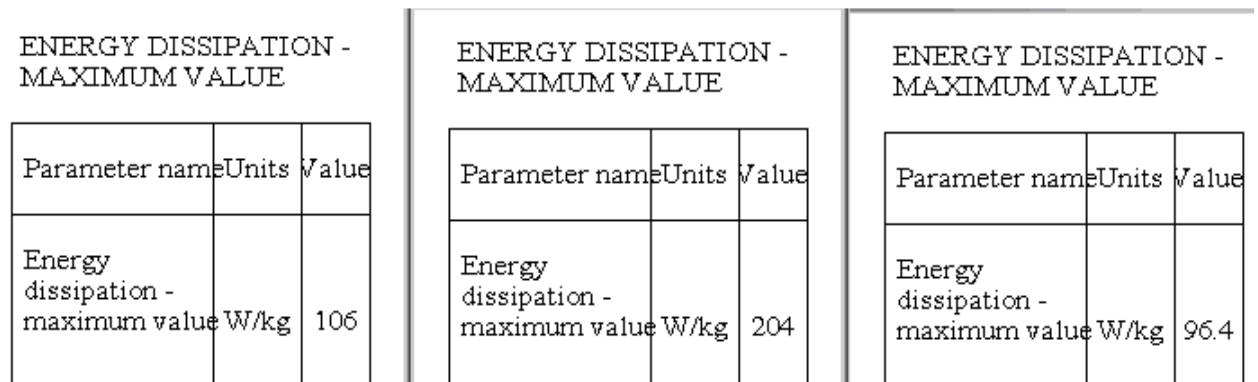 ENERGY DISSIPATION -
MAXIMUM VALUE
Parameter name Units Value
Energy
dissipation -
maximum value W/kg 106
ENERGY DISSIPATION -
MAXIMUM VALUE
Parameter name Units Value
Energy
dissipation -
maximum value W/kg 204
ENERGY DISSIPATION -
MAXIMUM VALUE
Parameter name Units Value
Energy
dissipation -
maximum value W/kg 96.4